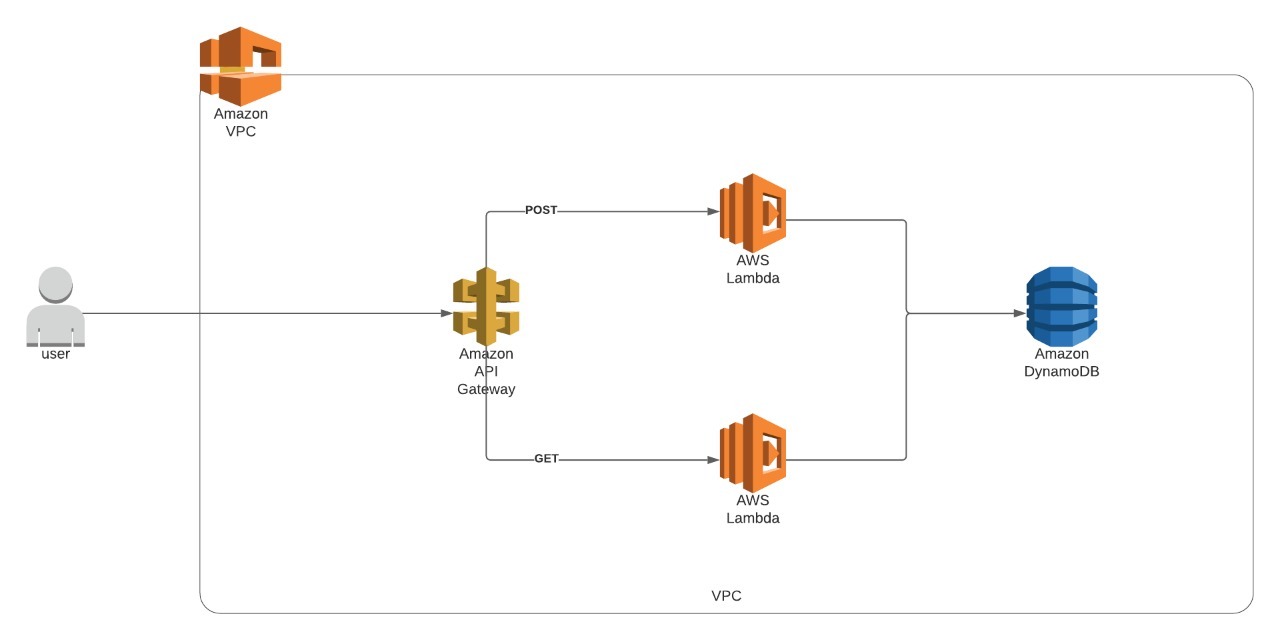 Amazon
VPC
POST
AWS
Lambda
user
Amazon
API
Gateway
Amazon
DynamoDB
GET
AWS
Lambda
VPC